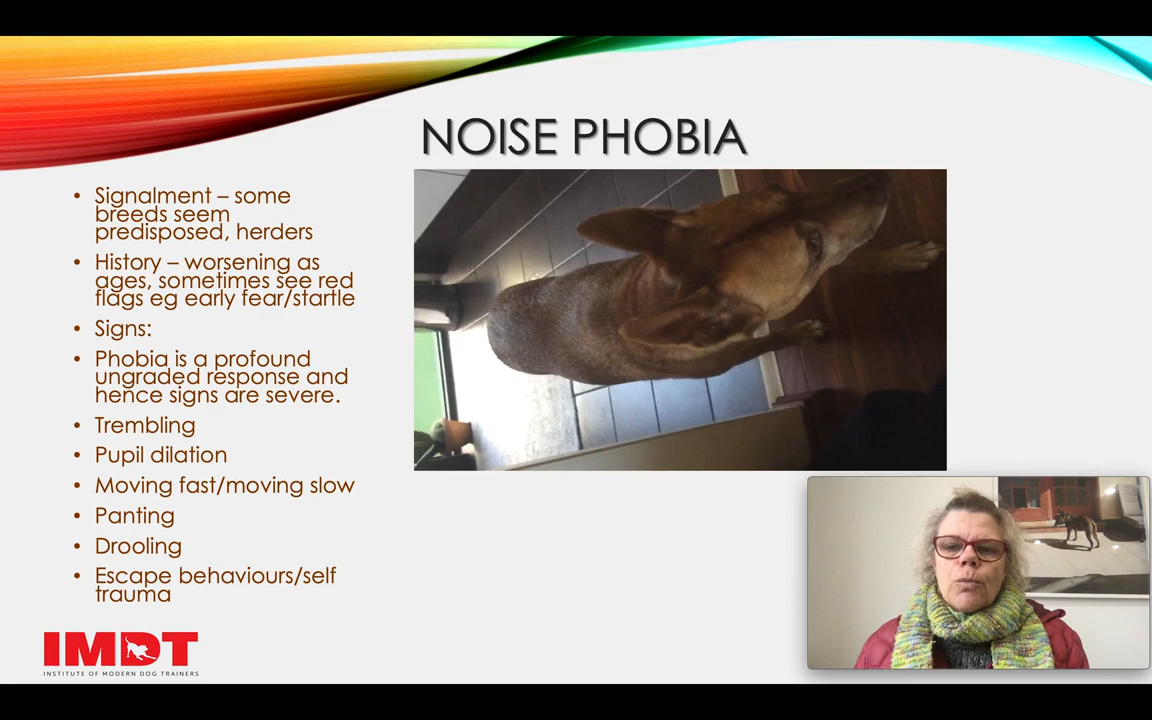 NOISE PHOBIA
• Signalment – some
breeds seem
predisposed, herders
• History – worsening as
ages, sometimes see red
flags eg early fear/startle
• Signs:
• Phobia is a profound
ungraded response and
hence signs are severe.
• Trembling
• Pupil dilation
• Moving fast/moving slow
• Panting
• Drooling
• Escape behaviours/self
trauma
IMDT
INSTITUTE OF MODERN DOG TRAINERS